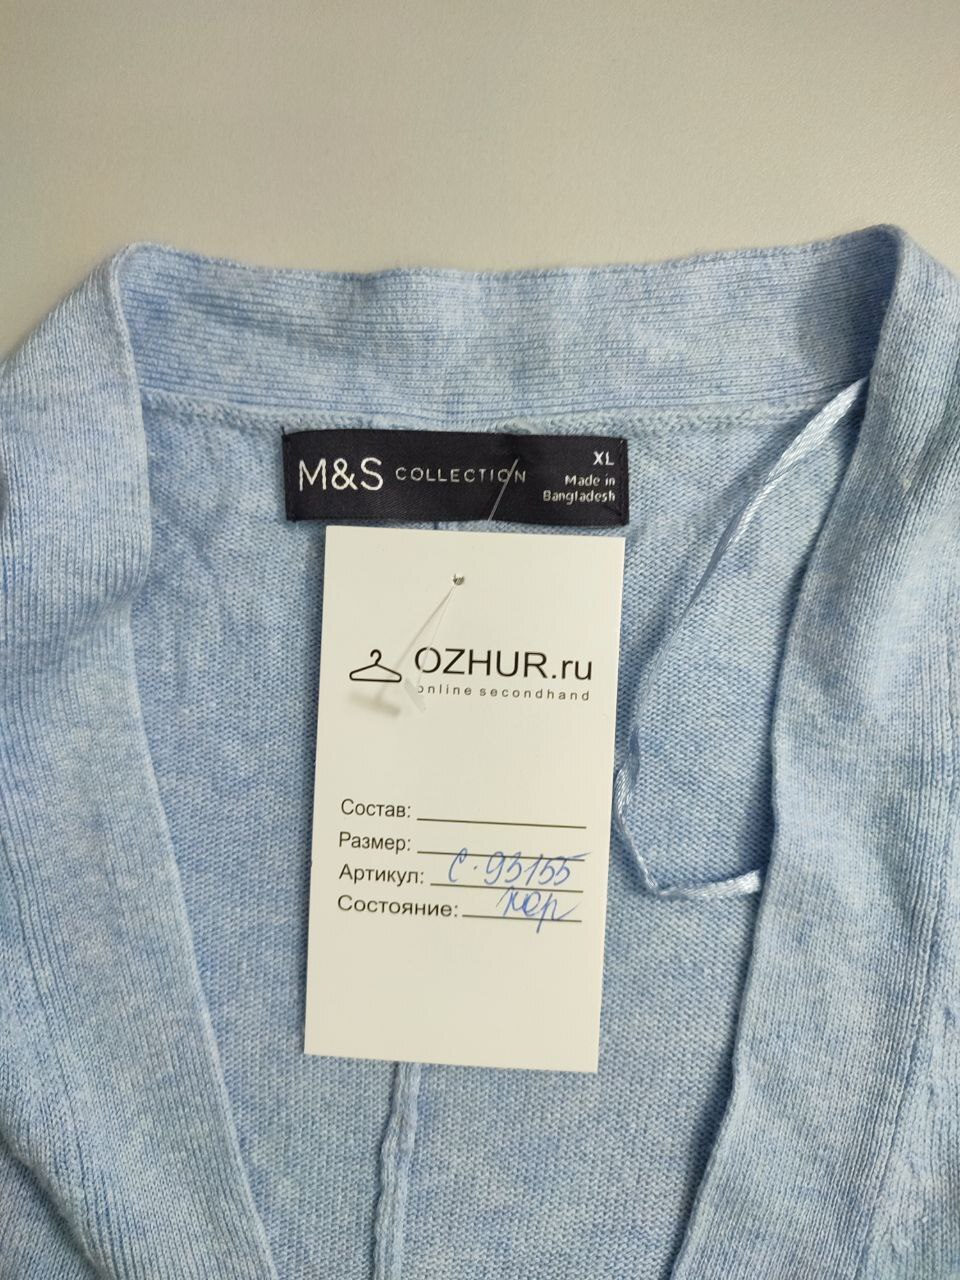 M&S COLLECTION
XL
Made in
Bangladesh
OZHUR.ru
online secondhand
Состав:
Размер:
Артикул: С-93155
Состояние: хор